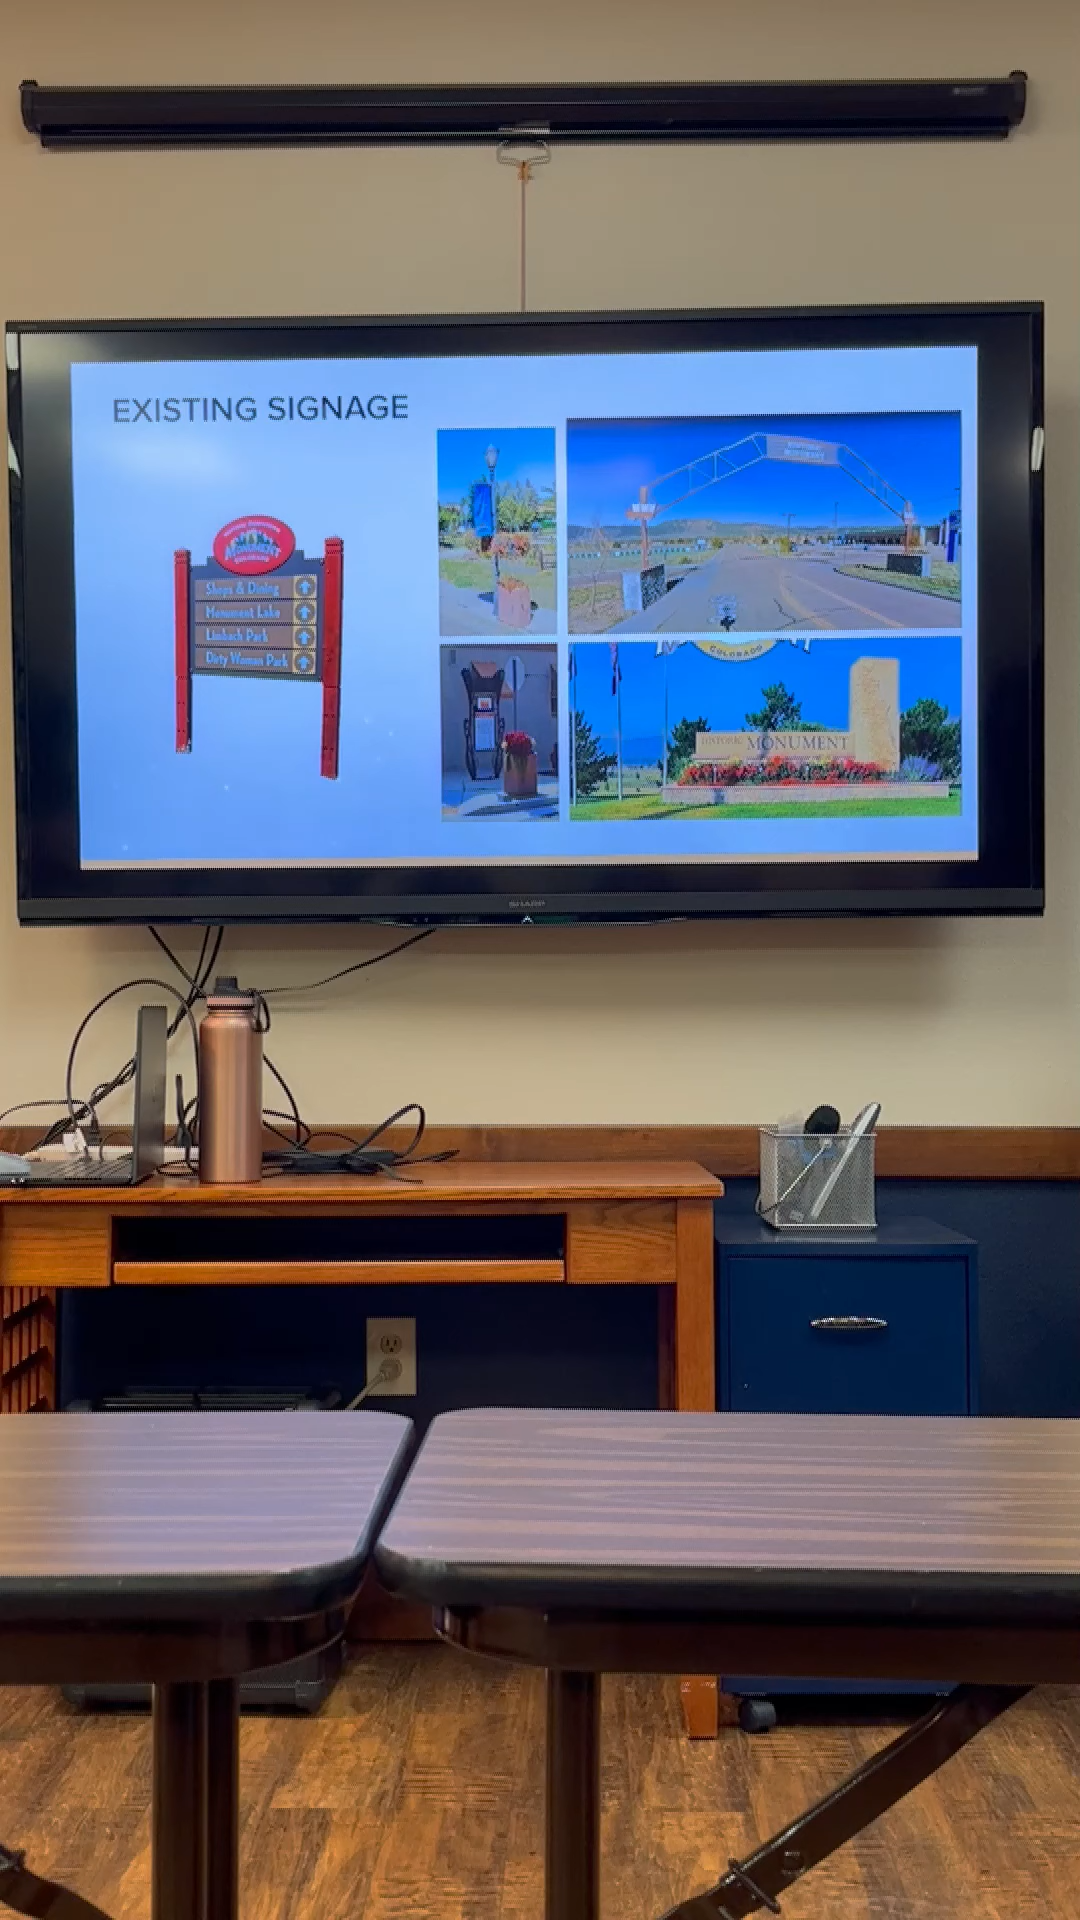 EXISTING SIGNAGE
MONUMENT
Shops & Dining
Monument Lake
Limbach Park
Dirty Woman Park
COLORADO
HISTORIC MONUMENT
SHARP